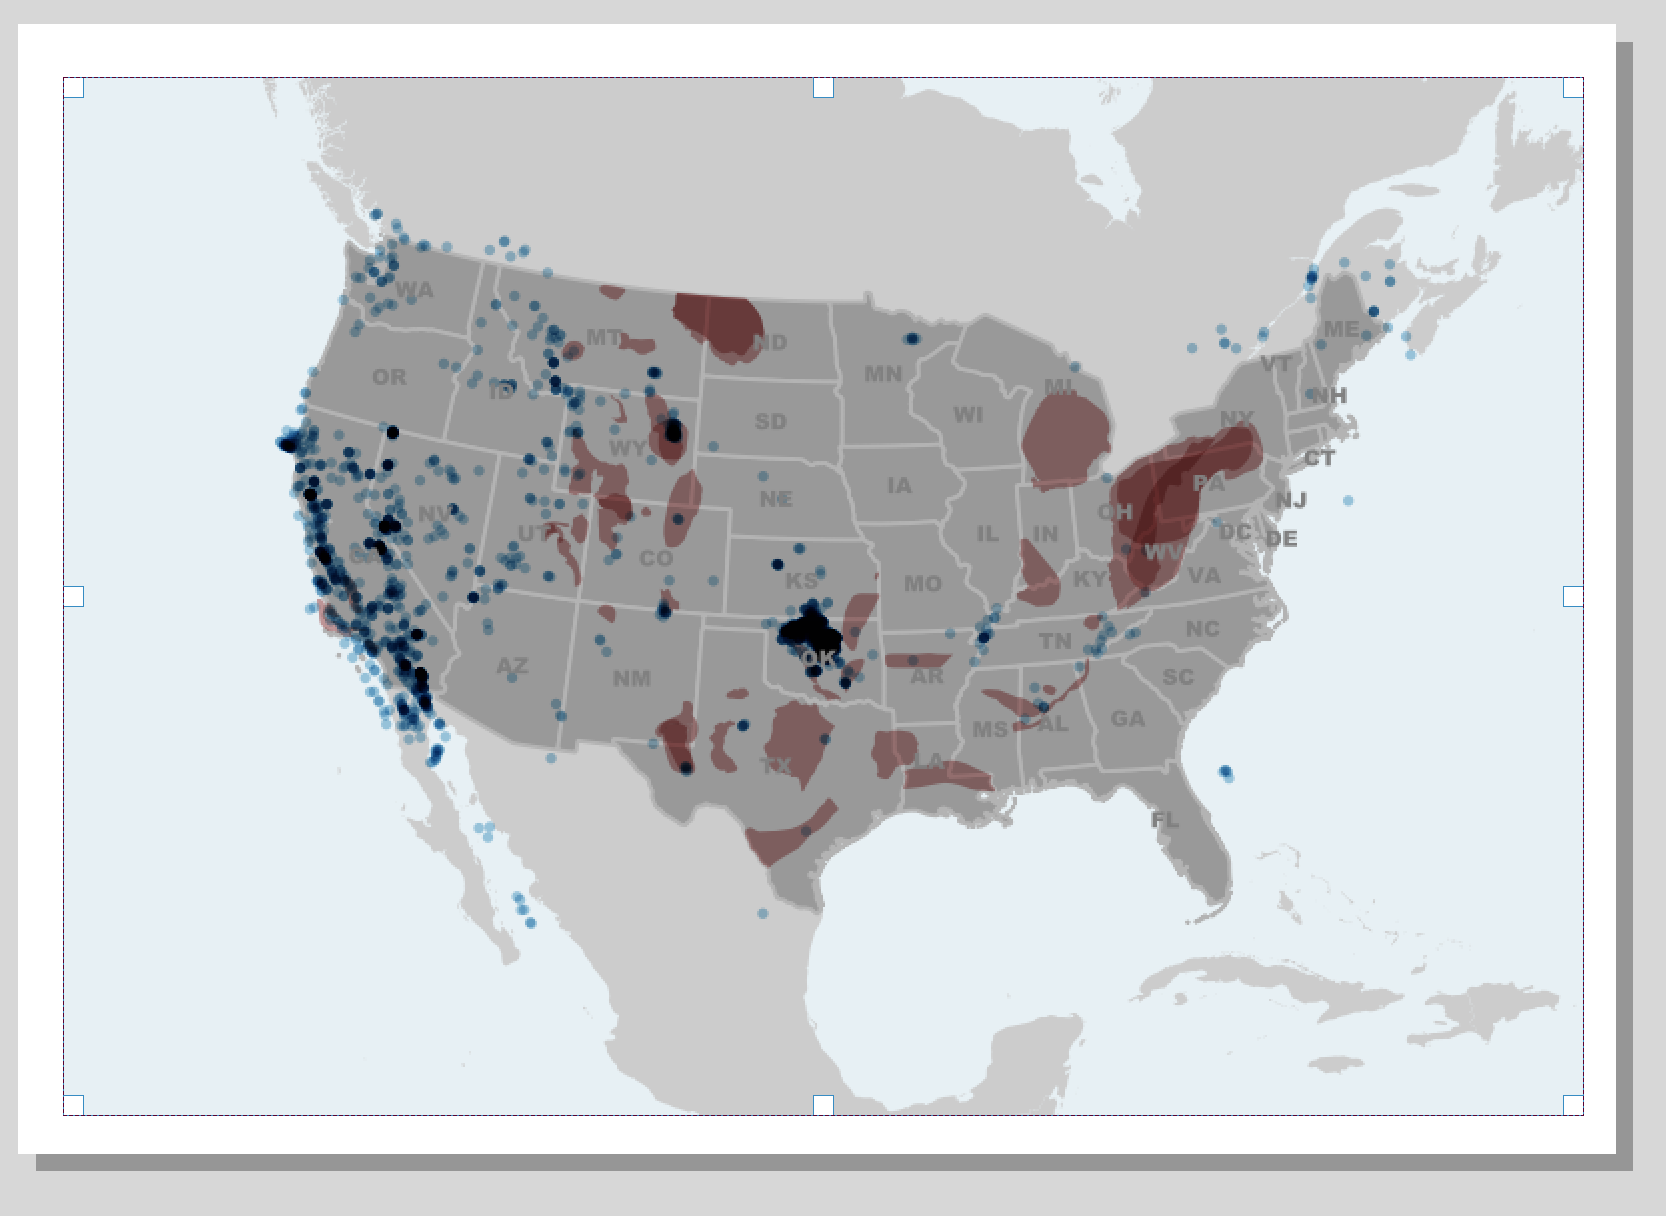 WA
MT
ND
OR
ID
MN
ME
VT
NH
MI
WI
SD
NY
WY
CT
IA
PA
NE
NJ
NV
OH
UT
IL
IN
DC
DE
CO
WV
CA
KS
MO
KY
VA
TN
NC
OK
AZ
NM
AR
SC
MS
AL
GA
TX
LA
FL